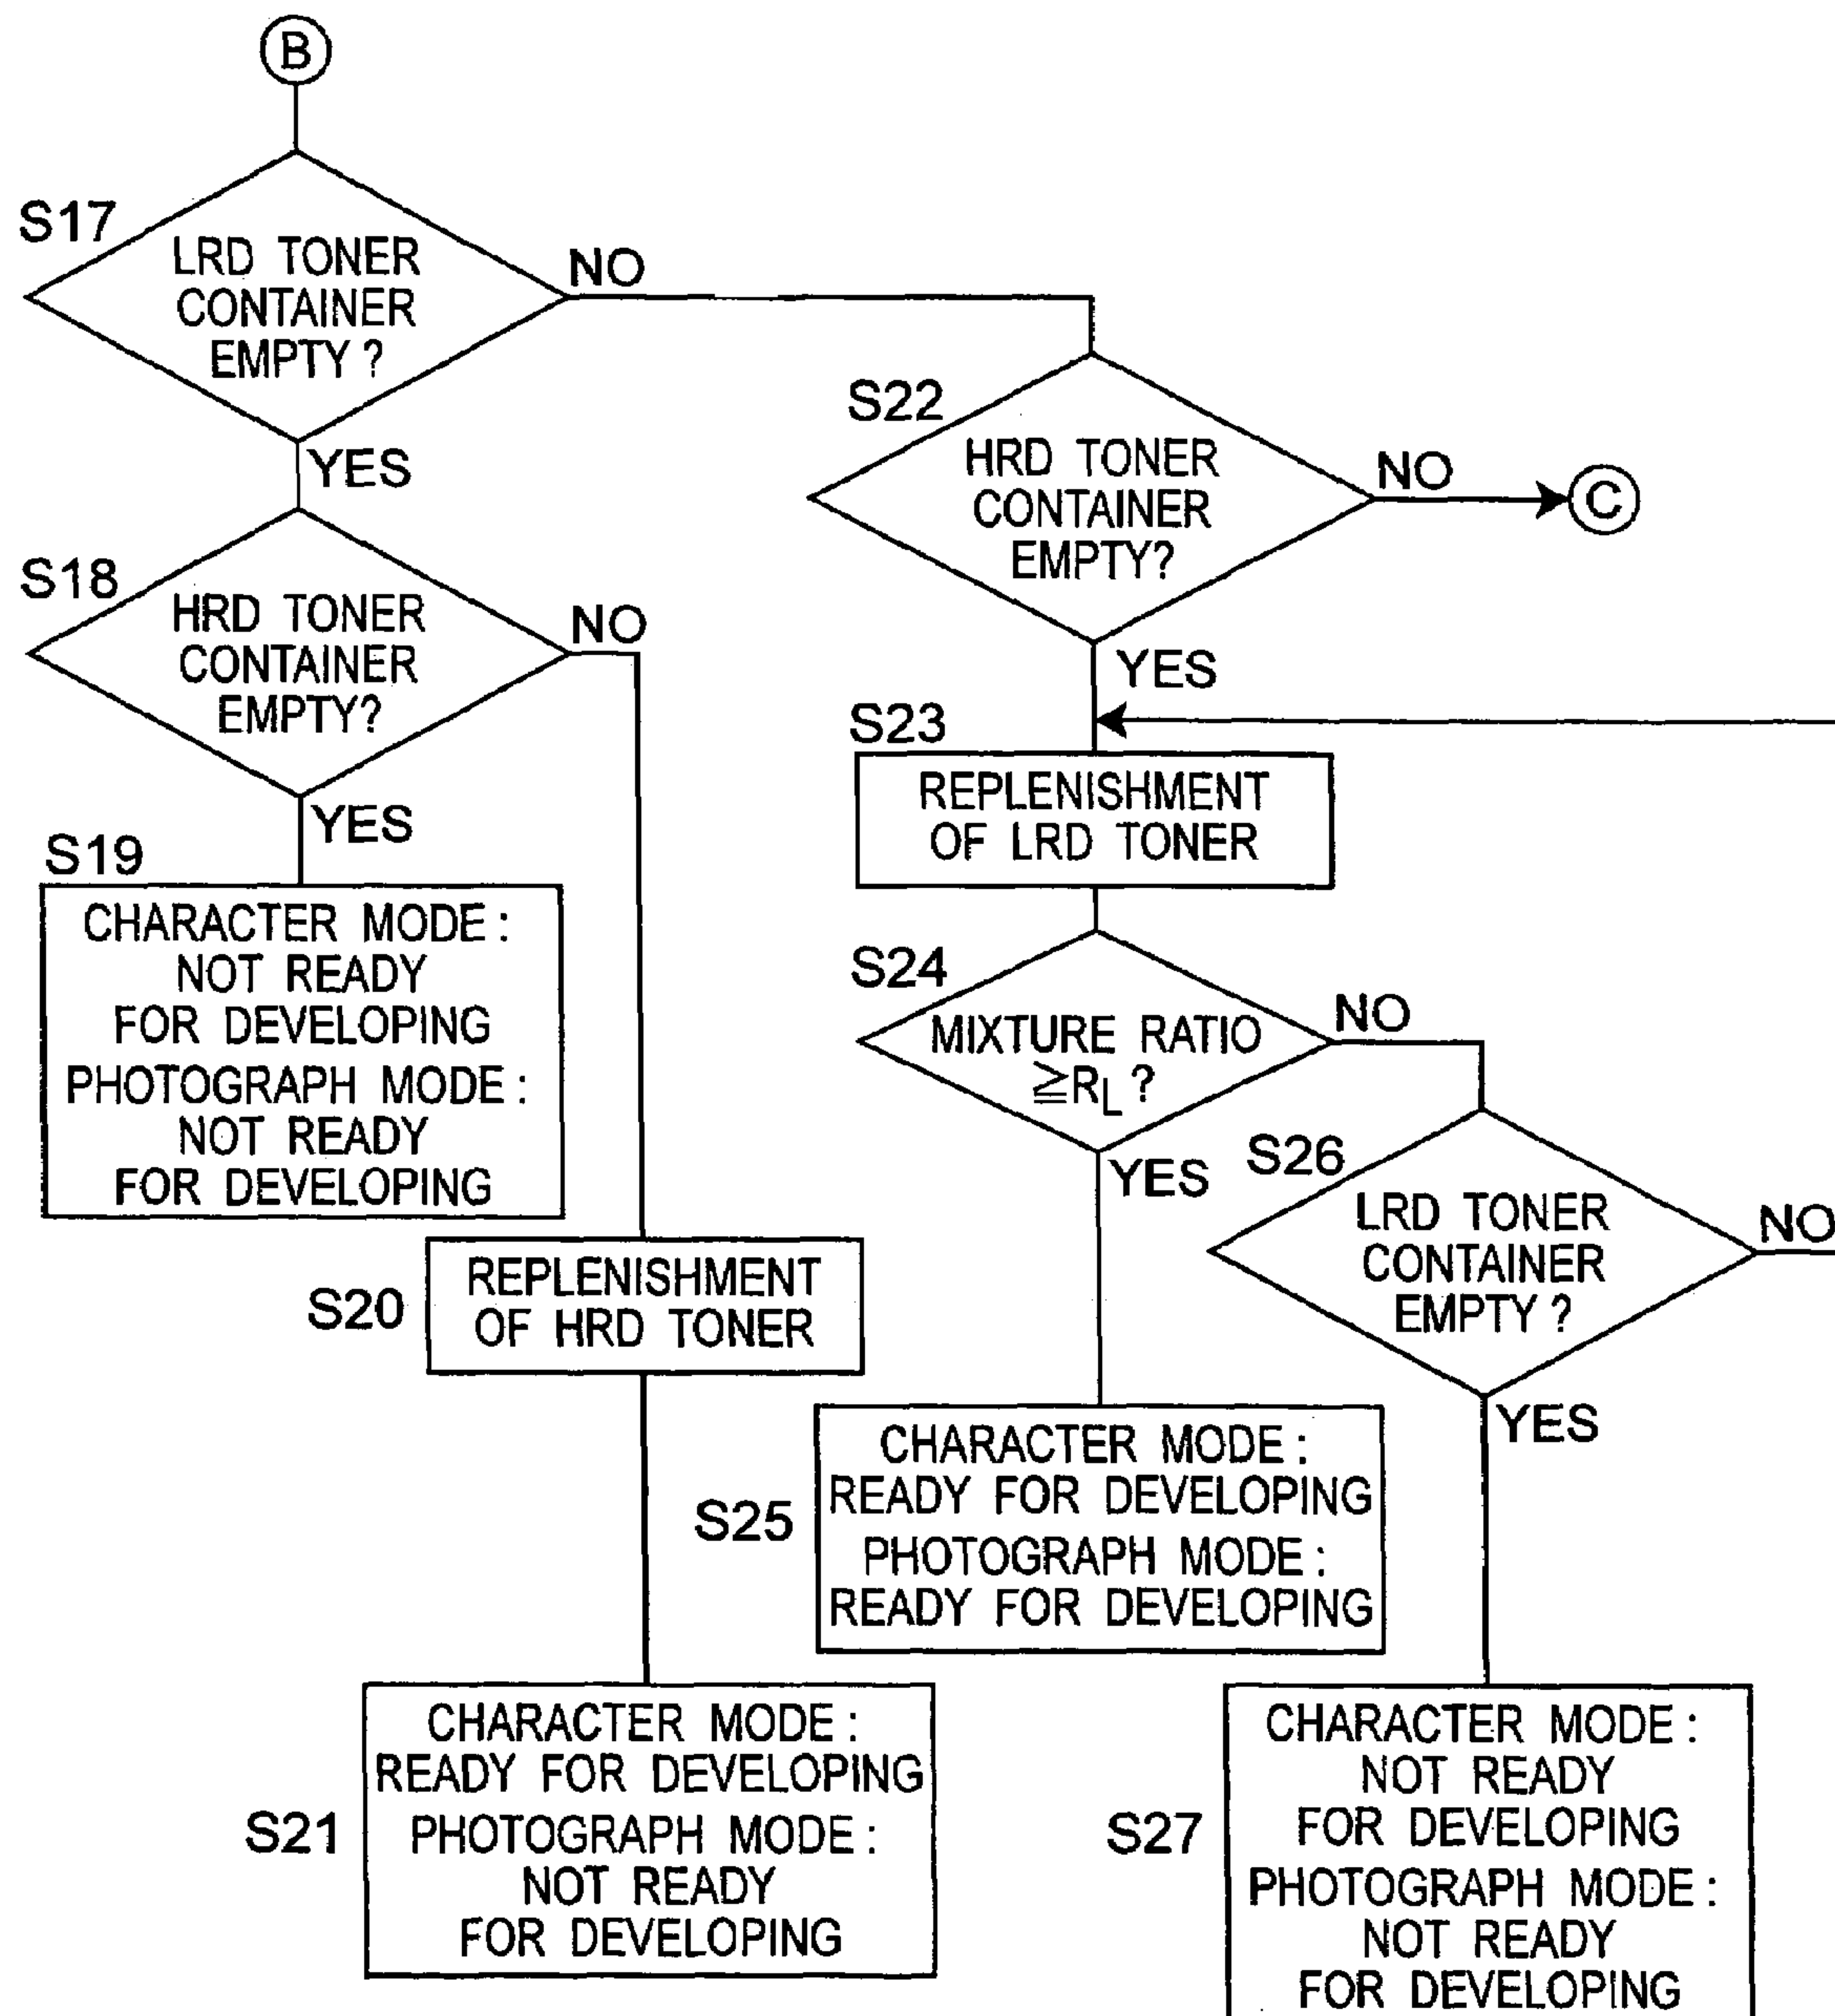 B
S17
LRD TONER
CONTAINER
EMPTY ?
NO
YES
S18
HRD TONER
CONTAINER
EMPTY?
NO
YES
S19
CHARACTER MODE :
NOT READY
FOR DEVELOPING
PHOTOGRAPH MODE :
NOT READY
FOR DEVELOPING
S20
REPLENISHMENT
OF HRD TONER
S21
CHARACTER MODE :
READY FOR DEVELOPING
PHOTOGRAPH MODE :
NOT READY
FOR DEVELOPING
S22
HRD TONER
CONTAINER
EMPTY?
NO
C
YES
S23
REPLENISHMENT
OF LRD TONER
S24
MIXTURE RATIO
≧RL ?
NO
YES
S25
CHARACTER MODE :
READY FOR DEVELOPING
PHOTOGRAPH MODE :
READY FOR DEVELOPING
S26
LRD TONER
CONTAINER
EMPTY ?
NO
YES
S27
CHARACTER MODE :
NOT READY
FOR DEVELOPING
PHOTOGRAPH MODE :
NOT READY
FOR DEVELOPING